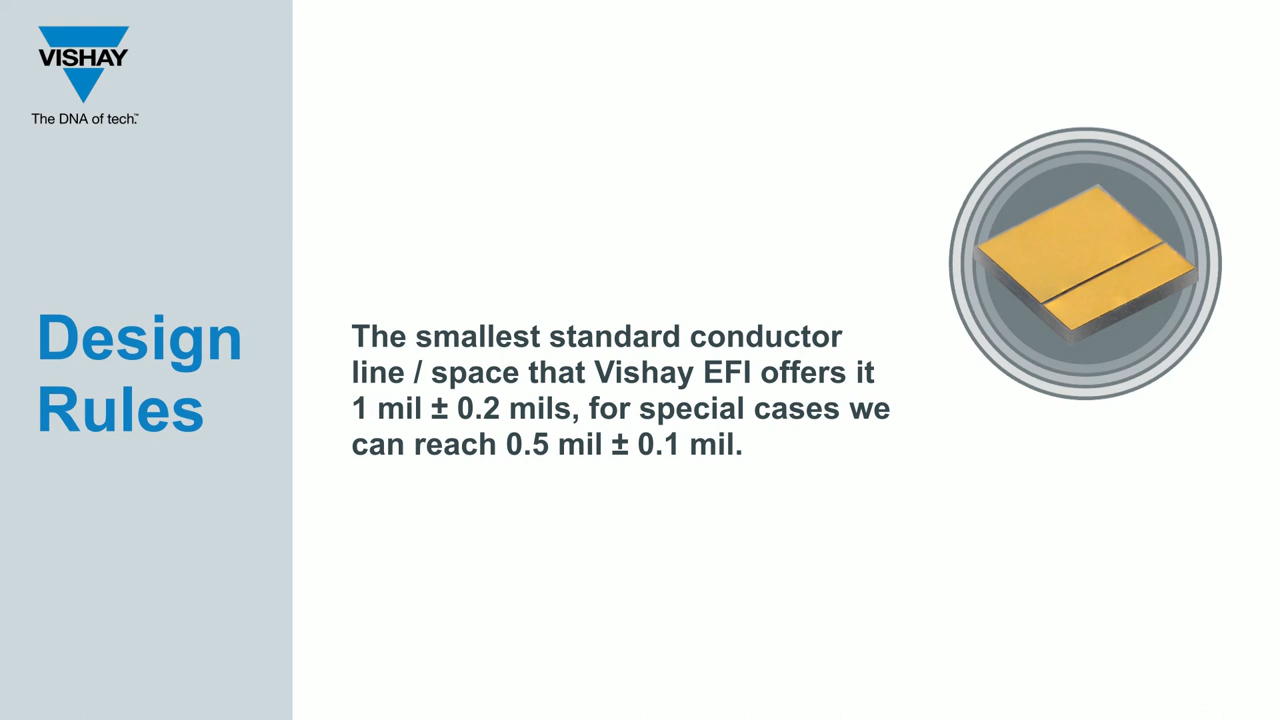 VISHAY
The DNA of tech.™
Design
Rules
The smallest standard conductor
line / space that Vishay EFI offers it
1 mil ± 0.2 mils, for special cases we
can reach 0.5 mil ± 0.1 mil.